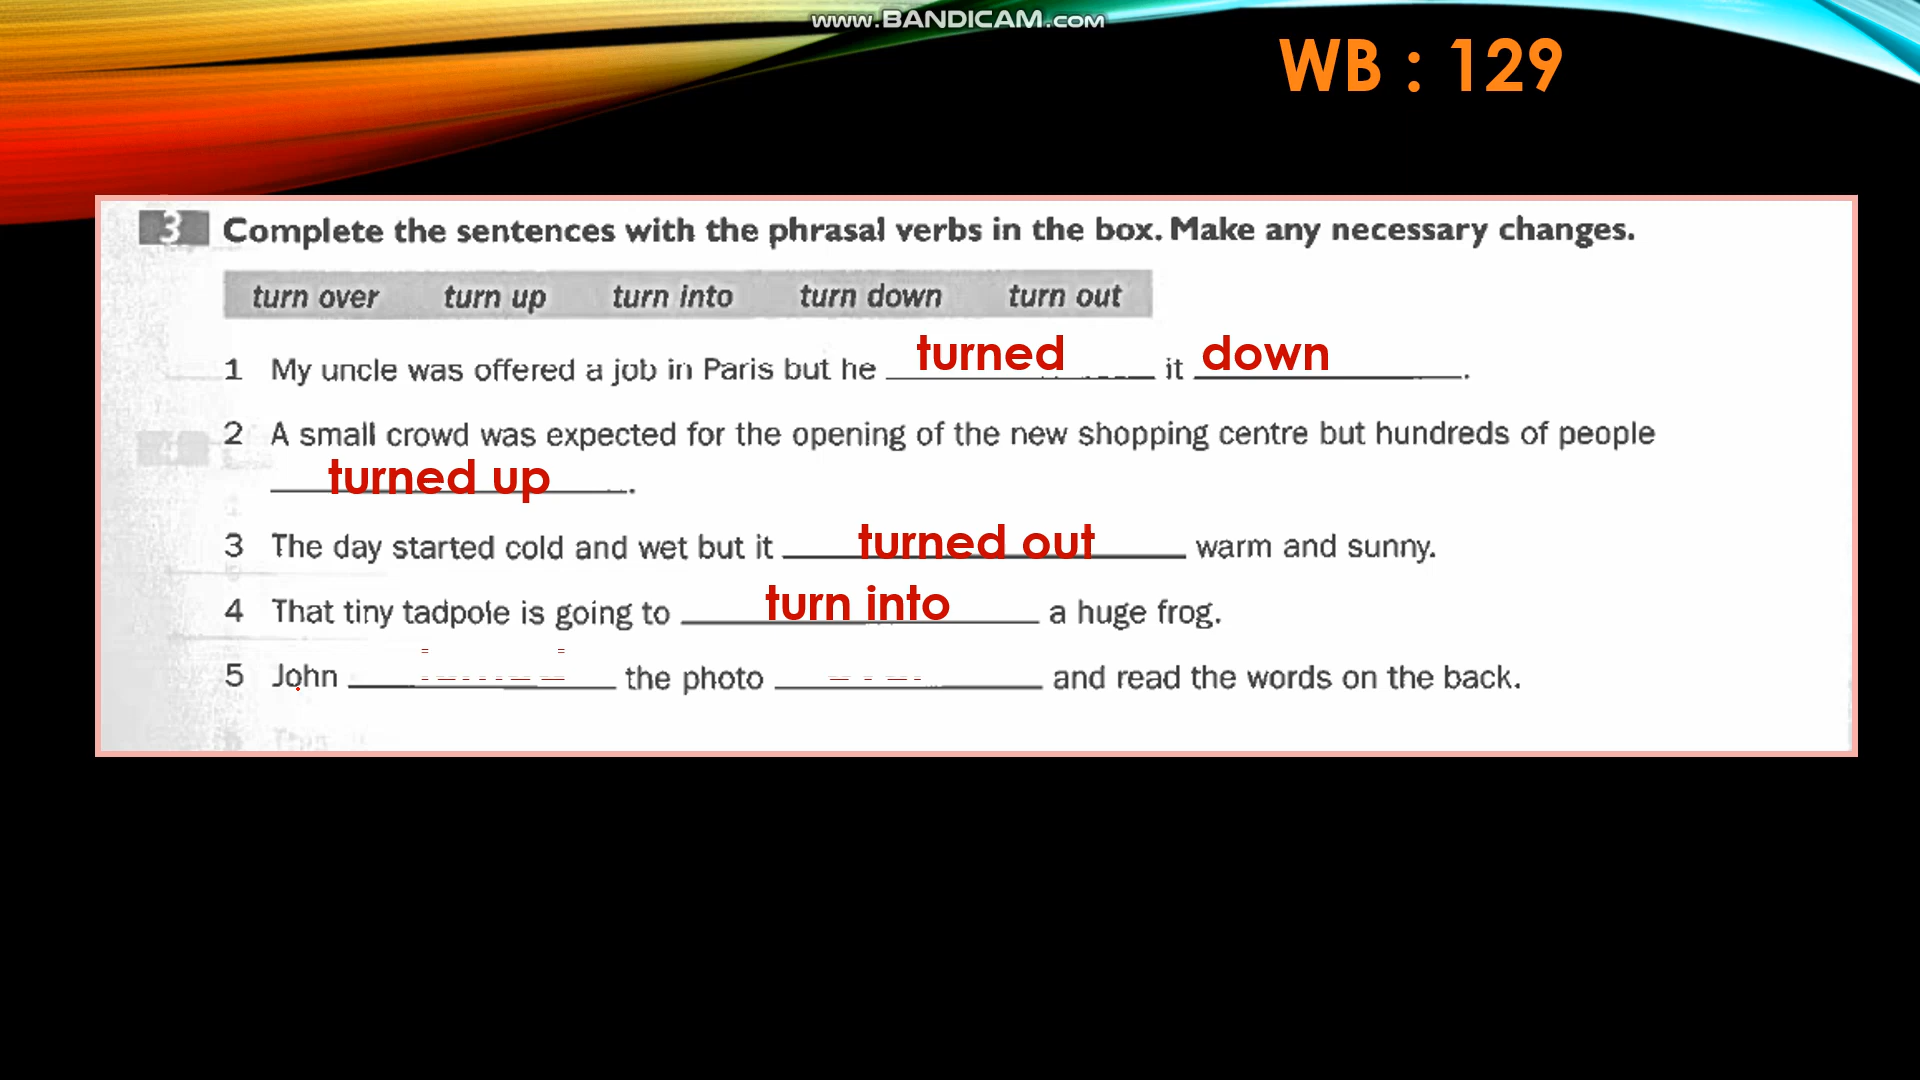 www.BANDICAM.com
WB : 129
3 Complete the sentences with the phrasal verbs in the box. Make any necessary changes.
turn over turn up turn into turn down turn out
1 My uncle was offered a job in Paris but he turned it down.
2 A small crowd was expected for the opening of the new shopping centre but hundreds of people
turned up.
3 The day started cold and wet but it turned out warm and sunny.
4 That tiny tadpole is going to turn into a huge frog.
5 John the photo and read the words on the back.